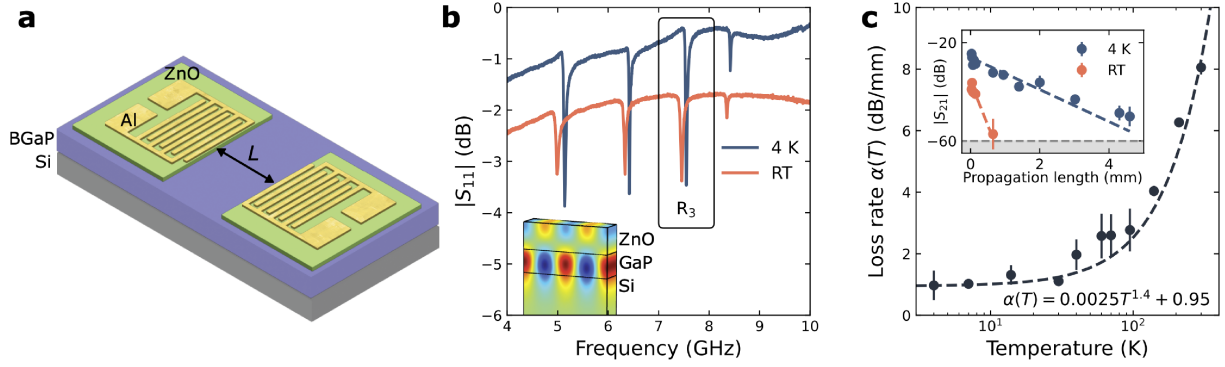 a
ZnO
Al
L
BGaP
Si
b
0
−1
−2
−3
−4
−5
−6
|S₁₁| (dB)
4 K
RT
R₃
ZnO
GaP
Si
4
5
6
7
8
9
10
Frequency (GHz)
c
10
8
6
4
2
0
Loss rate α(T) (dB/mm)
−20
−60
|S₂₁| (dB)
4 K
RT
0
2
4
Propagation length (mm)
α(T) = 0.0025T¹·⁴ + 0.95
10¹
10²
Temperature (K)